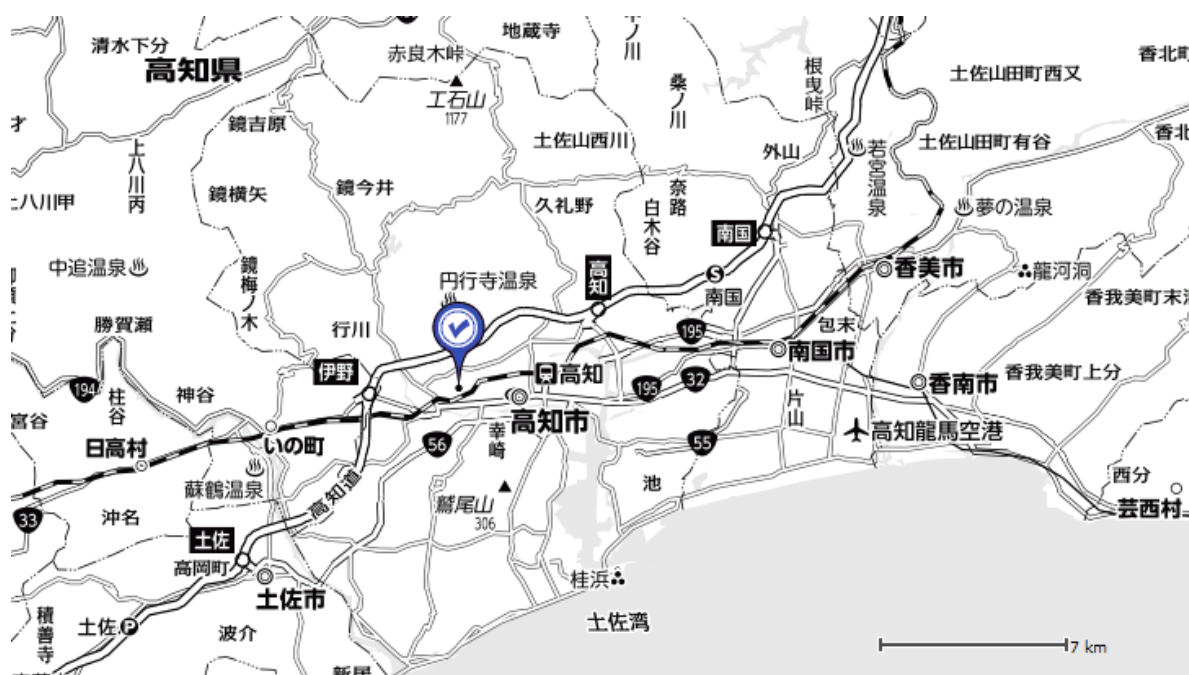 地蔵寺
清水下分
赤良木峠
ノ川
香北町
高知県
桑ノ川
根曳峠
土佐山田町西又
工石山
1177
才
鏡吉原
土佐山西川
外山
若宮温泉
土佐山田町有谷
香北
上八川丙
鏡横矢
鏡今井
久礼野
奈路
白木谷
夢の温泉
八川甲
南国
中追温泉
鏡梅ノ木
円行寺温泉
高知
S
南国
香美市
龍河洞
香我美町末
勝賀瀬
行川
195
包末
南国市
伊野
高知
195
32
香南市
香我美町上分
194
柱谷
神谷
高知市
片山
宮谷
日高村
いの町
56
幸崎
55
高知龍馬空港
蘇鶴温泉
高知道
鷲尾山
306
池
西分
33
沖名
芸西村
土佐
高岡町
桂浜
土佐市
土佐湾
積善寺
土佐
P
波介
7 km
新居